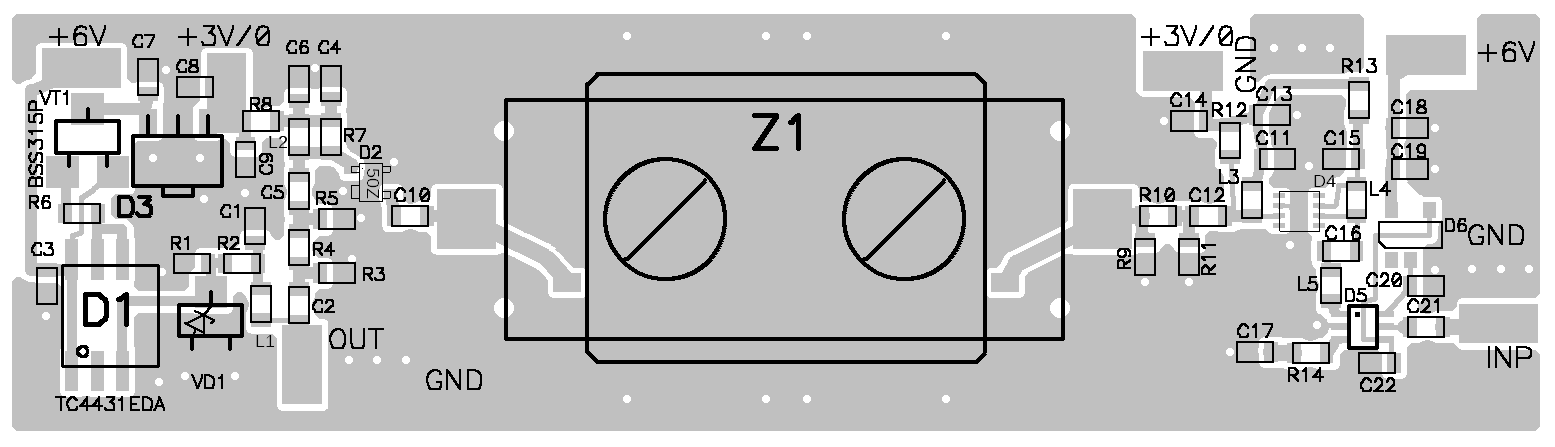 +6V
C7
+3V/0
C8
C6 C4
VT1
BSS315P
R8
L2
R7
C9
D2
50Z
R6
D3
C1
C5
R5
C10
C3
R1
R2
R4
R3
D1
C2
L1
OUT
VD1
TC4431EDA
GND
Z1
+3V/0
GND
+6V
R13
C14
R12
C13
C18
C11
C15
C19
L3
D4
L4
R10
C12
D6
GND
R9
R11
C16
L5
C20
D5
C21
C17
R14
C22
INP